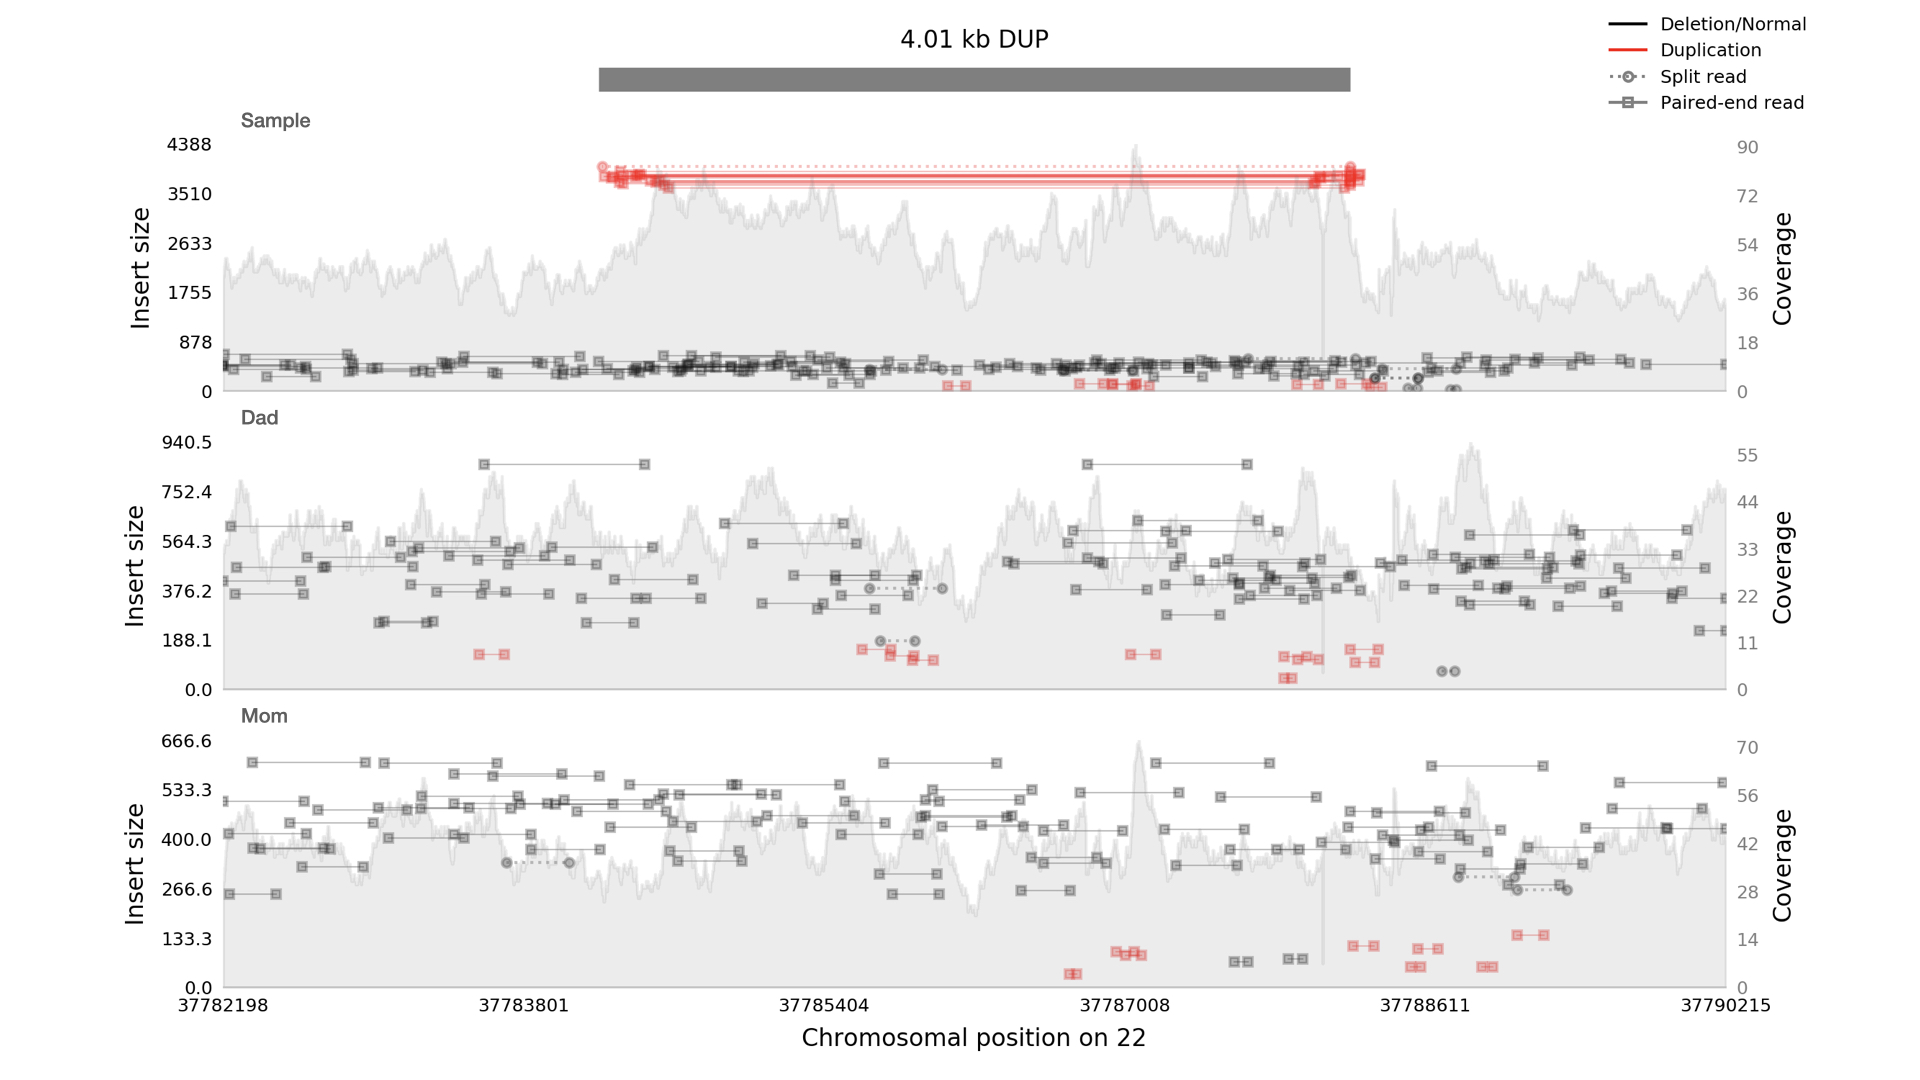 4.01 kb DUP
Deletion/Normal
Duplication
Split read
Paired-end read
Sample
4388
3510
2633
1755
878
0
Insert size
90
72
54
36
18
0
Coverage
Dad
940.5
752.4
564.3
376.2
188.1
0.0
Insert size
55
44
33
22
11
0
Coverage
Mom
666.6
533.3
400.0
266.6
133.3
0.0
Insert size
70
56
42
28
14
0
Coverage
37782198 37783801 37785404 37787008 37788611 37790215
Chromosomal position on 22